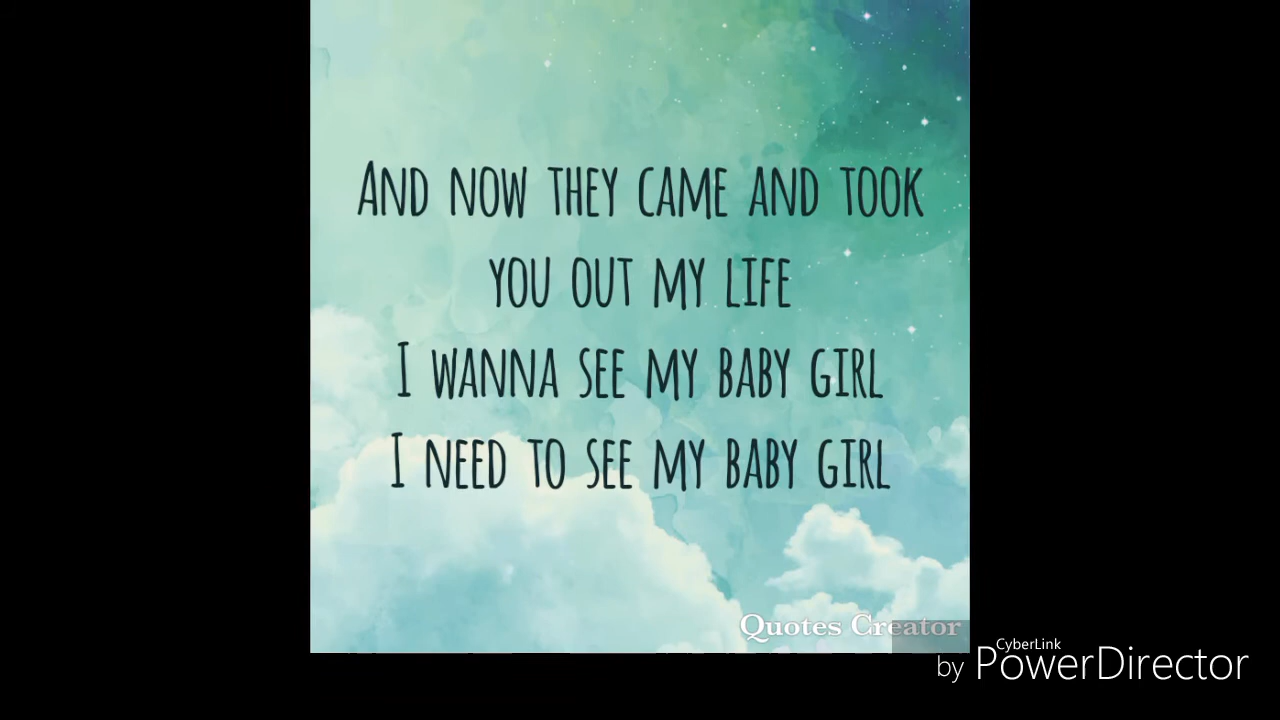 AND NOW THEY CAME AND TOOK
YOU OUT MY LIFE
I WANNA SEE MY BABY GIRL
I NEED TO SEE MY BABY GIRL
Quotes Creator
CyberLink
by PowerDirector